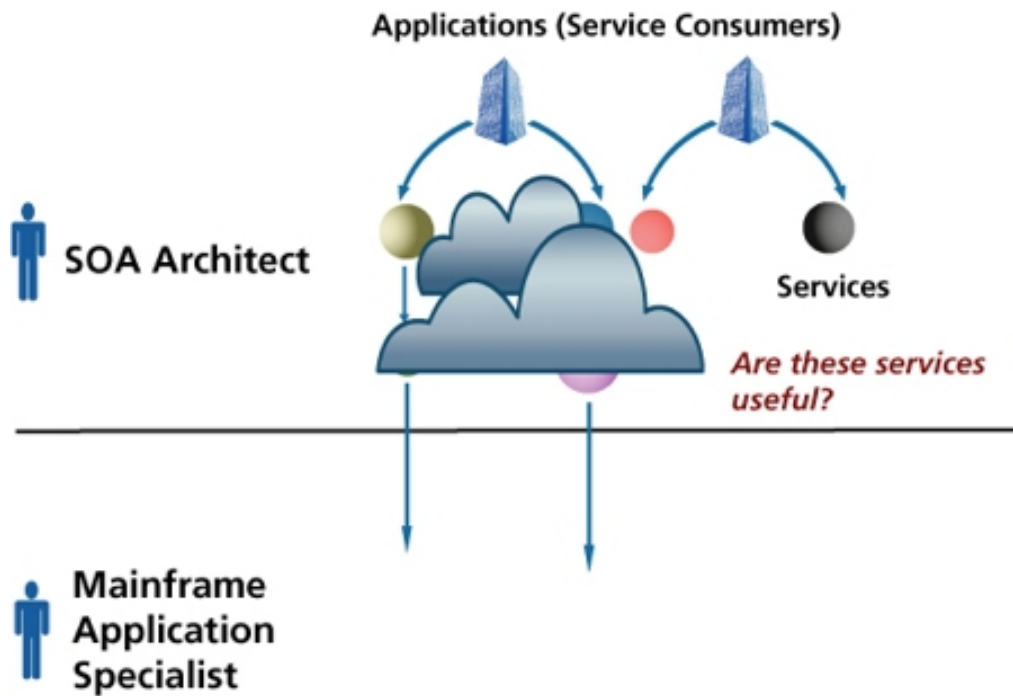 Applications (Service Consumers)
SOA Architect
Services
Are these services
useful?
Mainframe
Application
Specialist